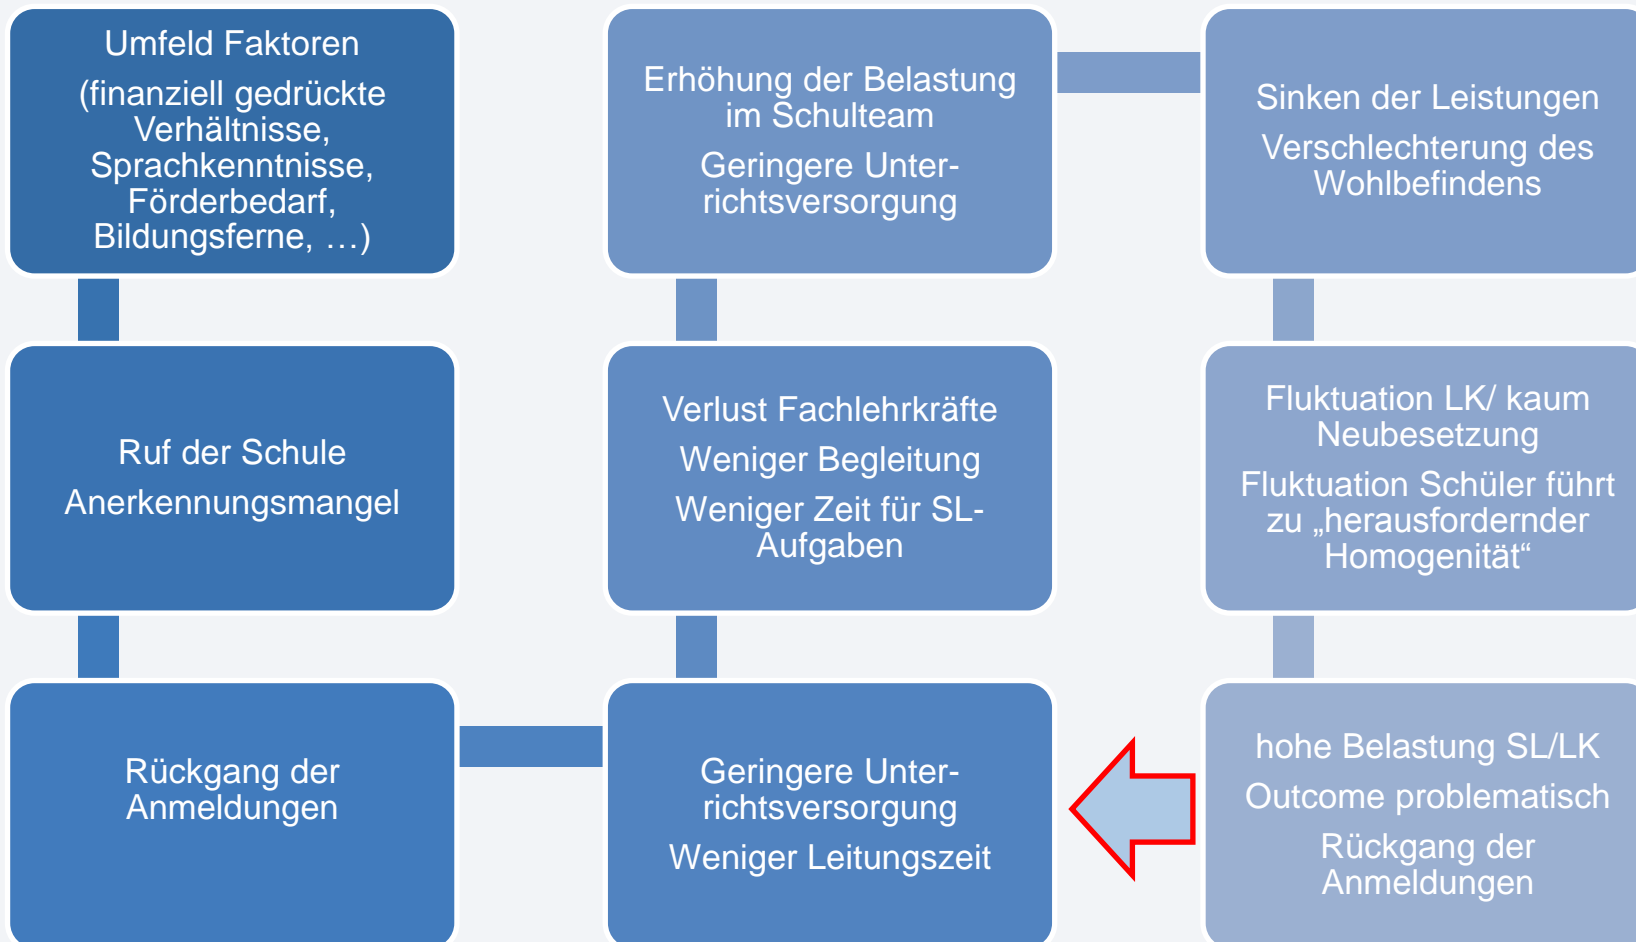 Umfeld Faktoren
(finanziell gedrückte
Verhältnisse,
Sprachkenntnisse,
Förderbedarf,
Bildungsferne, …)
Ruf der Schule
Anerkennungsmangel
Rückgang der
Anmeldungen
Geringere Unter-
richtsversorgung
Weniger Leitungszeit
Verlust Fachlehrkräfte
Weniger Begleitung
Weniger Zeit für SL-
Aufgaben
Erhöhung der Belastung
im Schulteam
Geringere Unter-
richtsversorgung
Sinken der Leistungen
Verschlechterung des
Wohlbefindens
Fluktuation LK/ kaum
Neubesetzung
Fluktuation Schüler führt
zu „herausfordernder
Homogenität“
hohe Belastung SL/LK
Outcome problematisch
Rückgang der
Anmeldungen